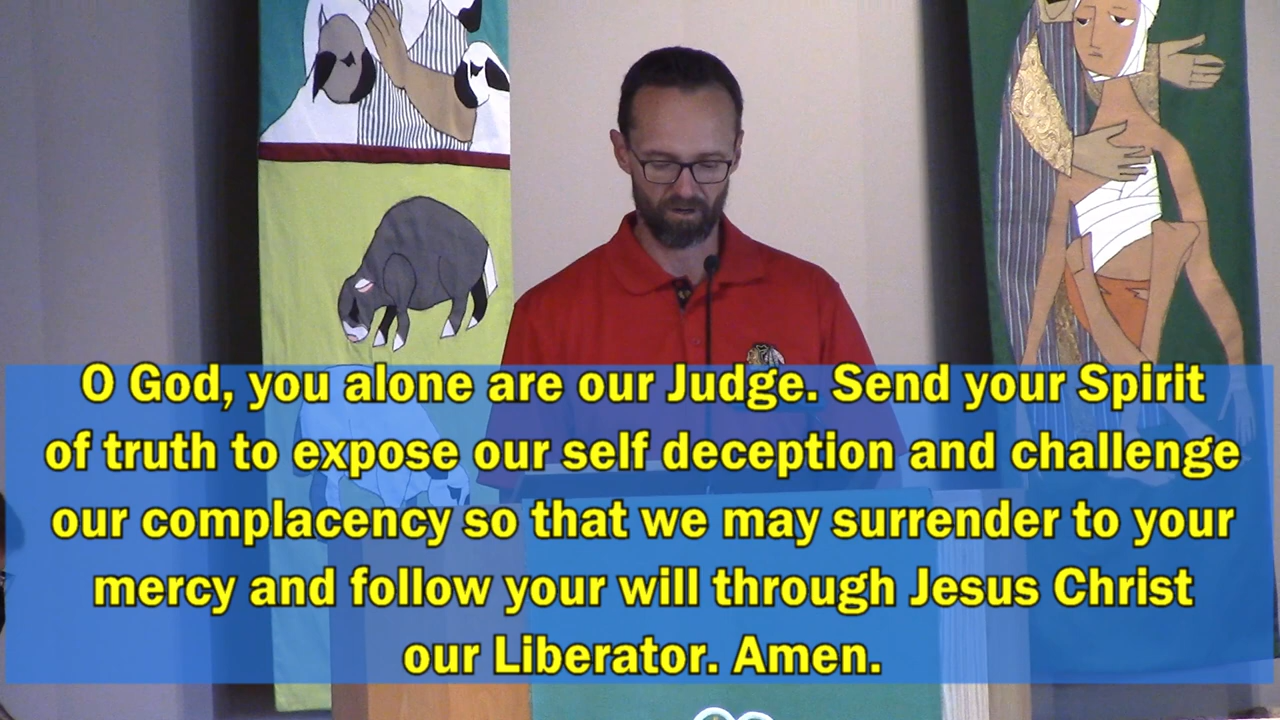 O God, you alone are our Judge. Send your Spirit
of truth to expose our self deception and challenge
our complacency so that we may surrender to your
mercy and follow your will through Jesus Christ
our Liberator. Amen.